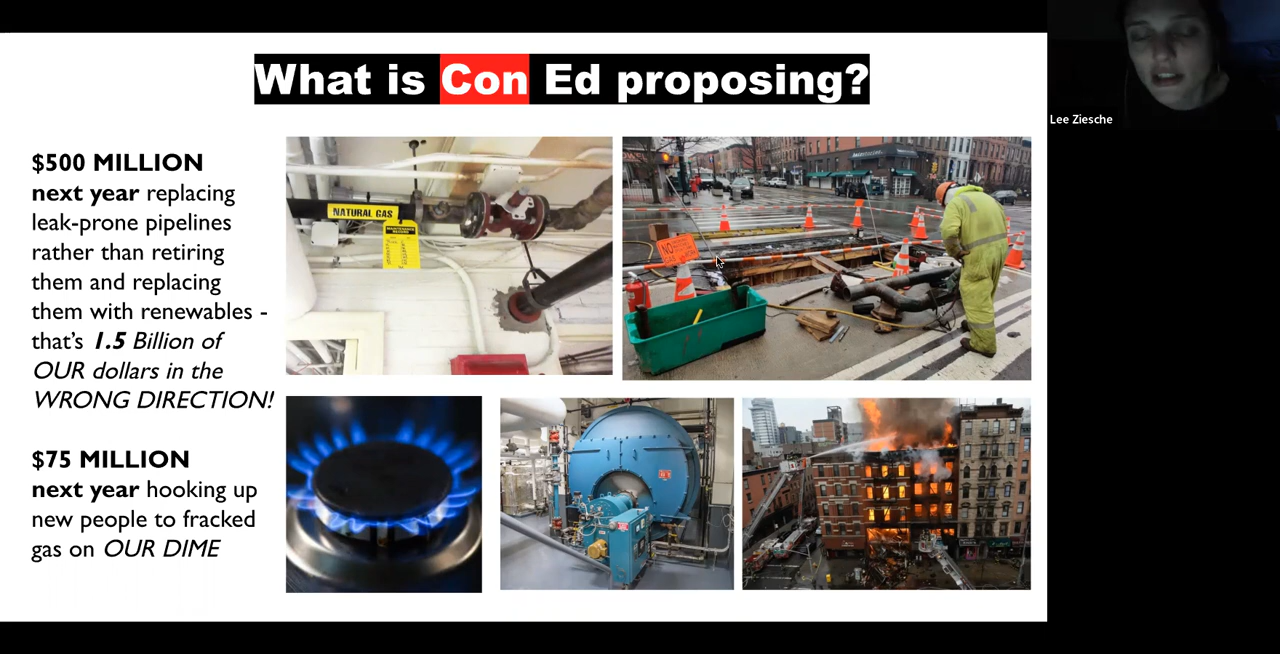 What is Con Ed proposing?
Lee Ziesche
$500 MILLION
next year replacing
leak-prone pipelines
rather than retiring
them and replacing
them with renewables -
that's 1.5 Billion of
OUR dollars in the
WRONG DIRECTION!
$75 MILLION
next year hooking up
new people to fracked
gas on OUR DIME
NATURAL GAS
NO